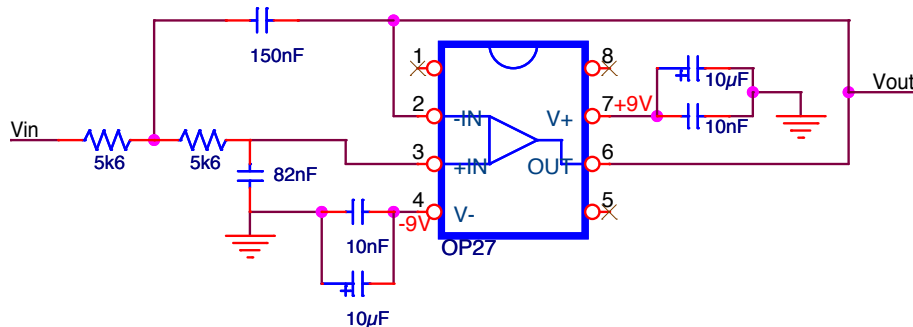 150nF
1
8
10µF
Vout
2
-IN
V+
7
+9V
10nF
Vin
5k6
5k6
3
+IN
OUT
6
82nF
4
-9V
V-
5
10nF
OP27
10µF